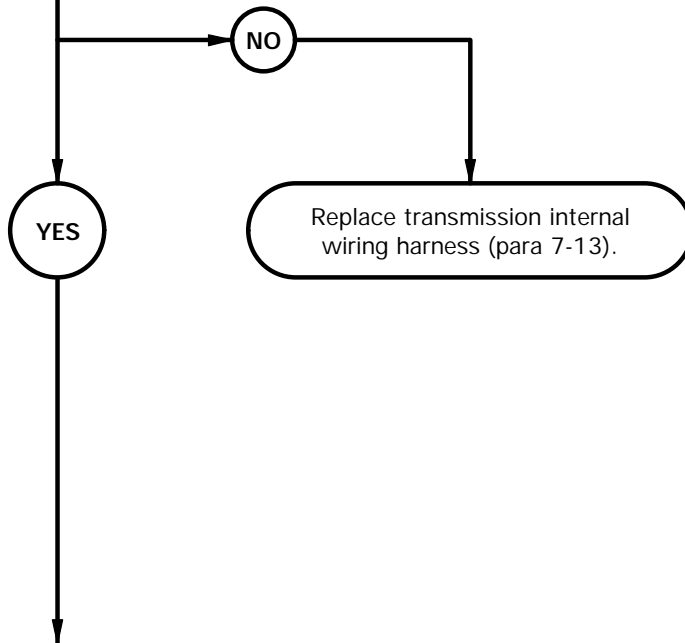 NO
YES
Replace transmission internal
wiring harness (para 7-13).